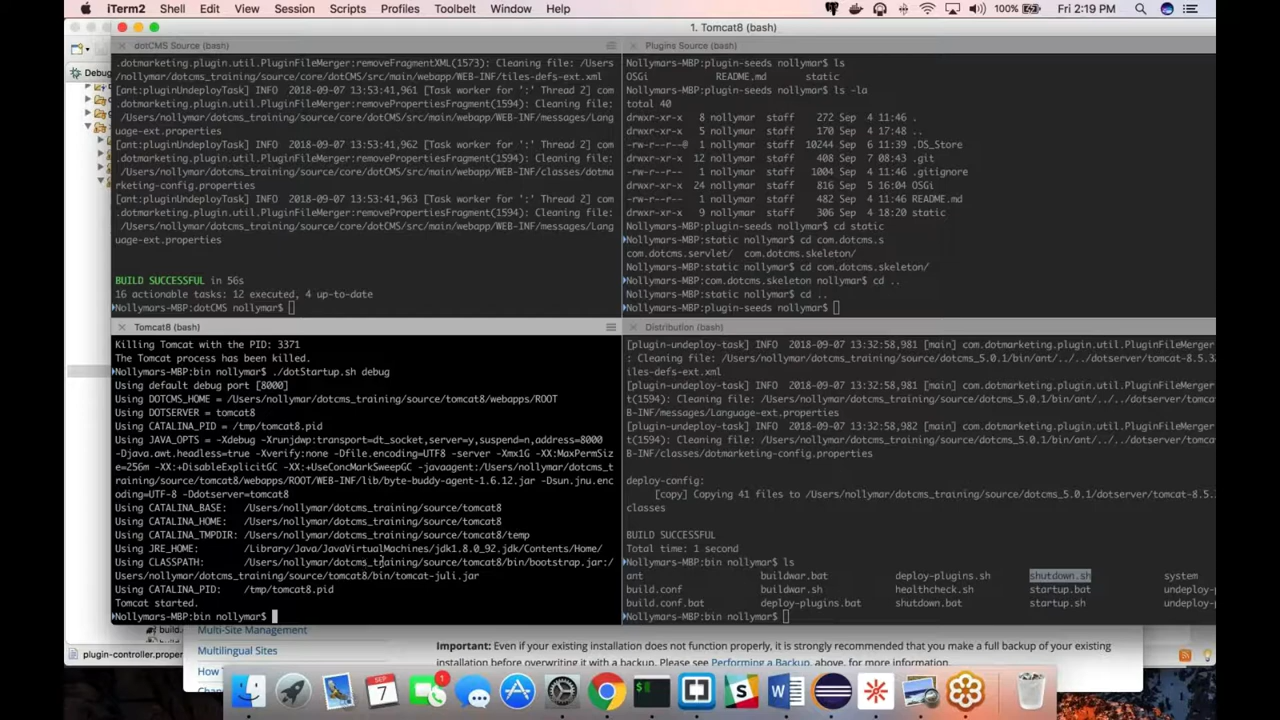 iTerm2 Shell Edit View Session Scripts Profiles Toolbelt Window Help 100% Fri 2:19 PM
1. Tomcat8 (bash)
dotCMS Source (bash)
.dotmarketing.plugin.util.PluginFileMerger:removeFragmentXML(1573): Cleaning file: /Users
/nollymar/dotcms_training/source/core/dotCMS/src/main/webapp/WEB-INF/tiles-defs-ext.xml
[ant:pluginUndeployTask] INFO  2018-09-07 13:53:41,961 [Task worker for ':' Thread 2] com
.dotmarketing.plugin.util.PluginFileMerger:removePropertiesFragment(1594): Cleaning file:
/Users/nollymar/dotcms_training/source/core/dotCMS/src/main/webapp/WEB-INF/messages/Lang
uage-ext.properties
[ant:pluginUndeployTask] INFO  2018-09-07 13:53:41,962 [Task worker for ':' Thread 2] com
.dotmarketing.plugin.util.PluginFileMerger:removePropertiesFragment(1594): Cleaning file:
/Users/nollymar/dotcms_training/source/core/dotCMS/src/main/webapp/WEB-INF/classes/dotma
rketing-config.properties
[ant:pluginUndeployTask] INFO  2018-09-07 13:53:41,963 [Task worker for ':' Thread 2] com
.dotmarketing.plugin.util.PluginFileMerger:removePropertiesFragment(1594): Cleaning file:
/Users/nollymar/dotcms_training/source/core/dotCMS/src/main/webapp/WEB-INF/messages/Lang
uage-ext.properties
BUILD SUCCESSFUL in 56s
16 actionable tasks: 12 executed, 4 up-to-date
Nollymars-MBP:dotCMS nollymar$
Plugins Source (bash)
Nollymars-MBP:plugin-seeds nollymar$ ls
OSGi README.md static
Nollymars-MBP:plugin-seeds nollymar$ ls -la
total 40
drwxr-xr-x 8 nollymar staff 272 Sep 4 11:46 .
drwxr-xr-x 5 nollymar staff 170 Sep 4 17:48 ..
-rw-r--r--@ 1 nollymar staff 10244 Sep 6 11:39 .DS_Store
drwxr-xr-x 12 nollymar staff 408 Sep 7 08:43 .git
-rw-r--r-- 1 nollymar staff 1004 Sep 4 11:46 .gitignore
drwxr-xr-x 24 nollymar staff 816 Sep 5 16:04 OSGi
-rw-r--r-- 1 nollymar staff 482 Sep 4 11:46 README.md
drwxr-xr-x 9 nollymar staff 306 Sep 4 18:20 static
Nollymars-MBP:plugin-seeds nollymar$ cd static
Nollymars-MBP:static nollymar$ cd com.dotcms.s
com.dotcms.servlet/ com.dotcms.skeleton/
Nollymars-MBP:static nollymar$ cd com.dotcms.skeleton/
Nollymars-MBP:com.dotcms.skeleton nollymar$ cd ..
Nollymars-MBP:static nollymar$ cd ..
Nollymars-MBP:plugin-seeds nollymar$
Tomcat8 (bash)
Killing Tomcat with the PID: 3371
The Tomcat process has been killed.
Nollymars-MBP:bin nollymar$ ./dotStartup.sh debug
Using default debug port [8000]
Using DOTCMS_HOME = /Users/nollymar/dotcms_training/source/tomcat8/webapps/ROOT
Using DOTSERVER = tomcat8
Using CATALINA_PID = /tmp/tomcat8.pid
Using JAVA_OPTS = -Xdebug -Xrunjdwp:transport=dt_socket,server=y,suspend=n,address=8000
-Djava.awt.headless=true -Xverify:none -Dfile.encoding=UTF8 -server -Xmx1G -XX:MaxPermSiz
e=256m -XX:+DisableExplicitGC -XX:+UseConcMarkSweepGC -javaagent:/Users/nollymar/dotcms_t
raining/source/tomcat8/webapps/ROOT/WEB-INF/lib/byte-buddy-agent-1.6.12.jar -Dsun.jnu.enc
oding=UTF-8 -Ddotserver=tomcat8
Using CATALINA_BASE: /Users/nollymar/dotcms_training/source/tomcat8
Using CATALINA_HOME: /Users/nollymar/dotcms_training/source/tomcat8
Using CATALINA_TMPDIR: /Users/nollymar/dotcms_training/source/tomcat8/temp
Using JRE_HOME: /Library/Java/JavaVirtualMachines/jdk1.8.0_92.jdk/Contents/Home/
Using CLASSPATH: /Users/nollymar/dotcms_training/source/tomcat8/bin/bootstrap.jar:/
Users/nollymar/dotcms_training/source/tomcat8/bin/tomcat-juli.jar
Using CATALINA_PID: /tmp/tomcat8.pid
Tomcat started.
Nollymars-MBP:bin nollymar$
Distribution (bash)
[plugin-undeploy-task] INFO  2018-09-07 13:32:58,981 [main] com.dotmarketing.plugin.util.PluginFileMerger
: Cleaning file: /Users/nollymar/dotcms_training/source/dotcms_5.0.1/bin/ant/../../dotserver/tomcat-8.5.32
iles-defs-ext.xml
[plugin-undeploy-task] INFO  2018-09-07 13:32:58,981 [main] com.dotmarketing.plugin.util.PluginFileMerger
t(1594): Cleaning file: /Users/nollymar/dotcms_training/source/dotcms_5.0.1/bin/ant/../../dotserver/tomcat
B-INF/messages/Language-ext.properties
[plugin-undeploy-task] INFO  2018-09-07 13:32:58,982 [main] com.dotmarketing.plugin.util.PluginFileMerger
t(1594): Cleaning file: /Users/nollymar/dotcms_training/source/dotcms_5.0.1/bin/ant/../../dotserver/tomcat
B-INF/classes/dotmarketing-config.properties
deploy-config:
[copy] Copying 41 files to /Users/nollymar/dotcms_training/source/dotcms_5.0.1/dotserver/tomcat-8.5.3
classes
BUILD SUCCESSFUL
Total time: 1 second
Nollymars-MBP:bin nollymar$ ls
ant buildwar.bat deploy-plugins.sh shutdown.sh system
build.conf buildwar.sh healthcheck.sh startup.bat undeploy-
build.conf.bat deploy-plugins.bat shutdown.bat startup.sh undeploy-
Nollymars-MBP:bin nollymar$
Debug
build.
plugin-controller.proper
Multi-Site Management
Multilingual Sites
How
Chan
Important: Even if your existing installation does not function properly, it is strongly recommended that you make a full backup of your existing
installation before overwriting it with a backup. Please see Performing a Backup, above, for more information.
SEP
7
1